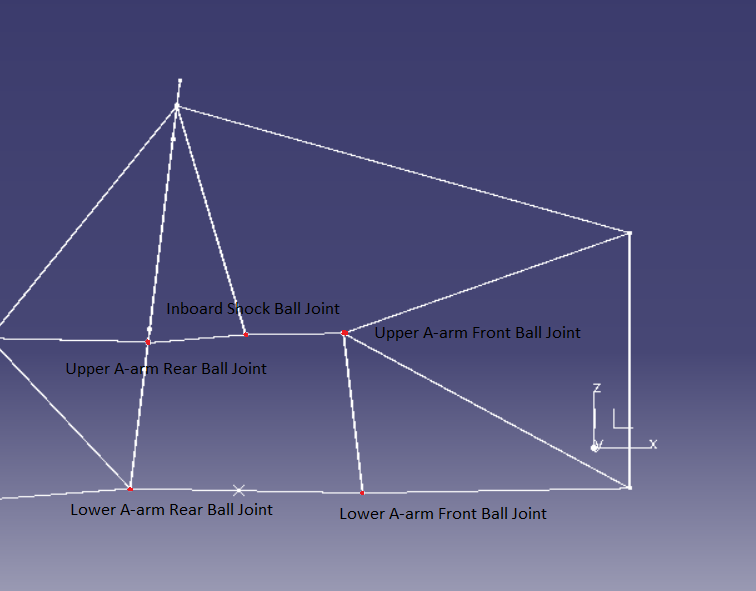 Inboard Shock Ball Joint
Upper A-arm Front Ball Joint
Upper A-arm Rear Ball Joint
Z
Y X
Lower A-arm Rear Ball Joint
Lower A-arm Front Ball Joint